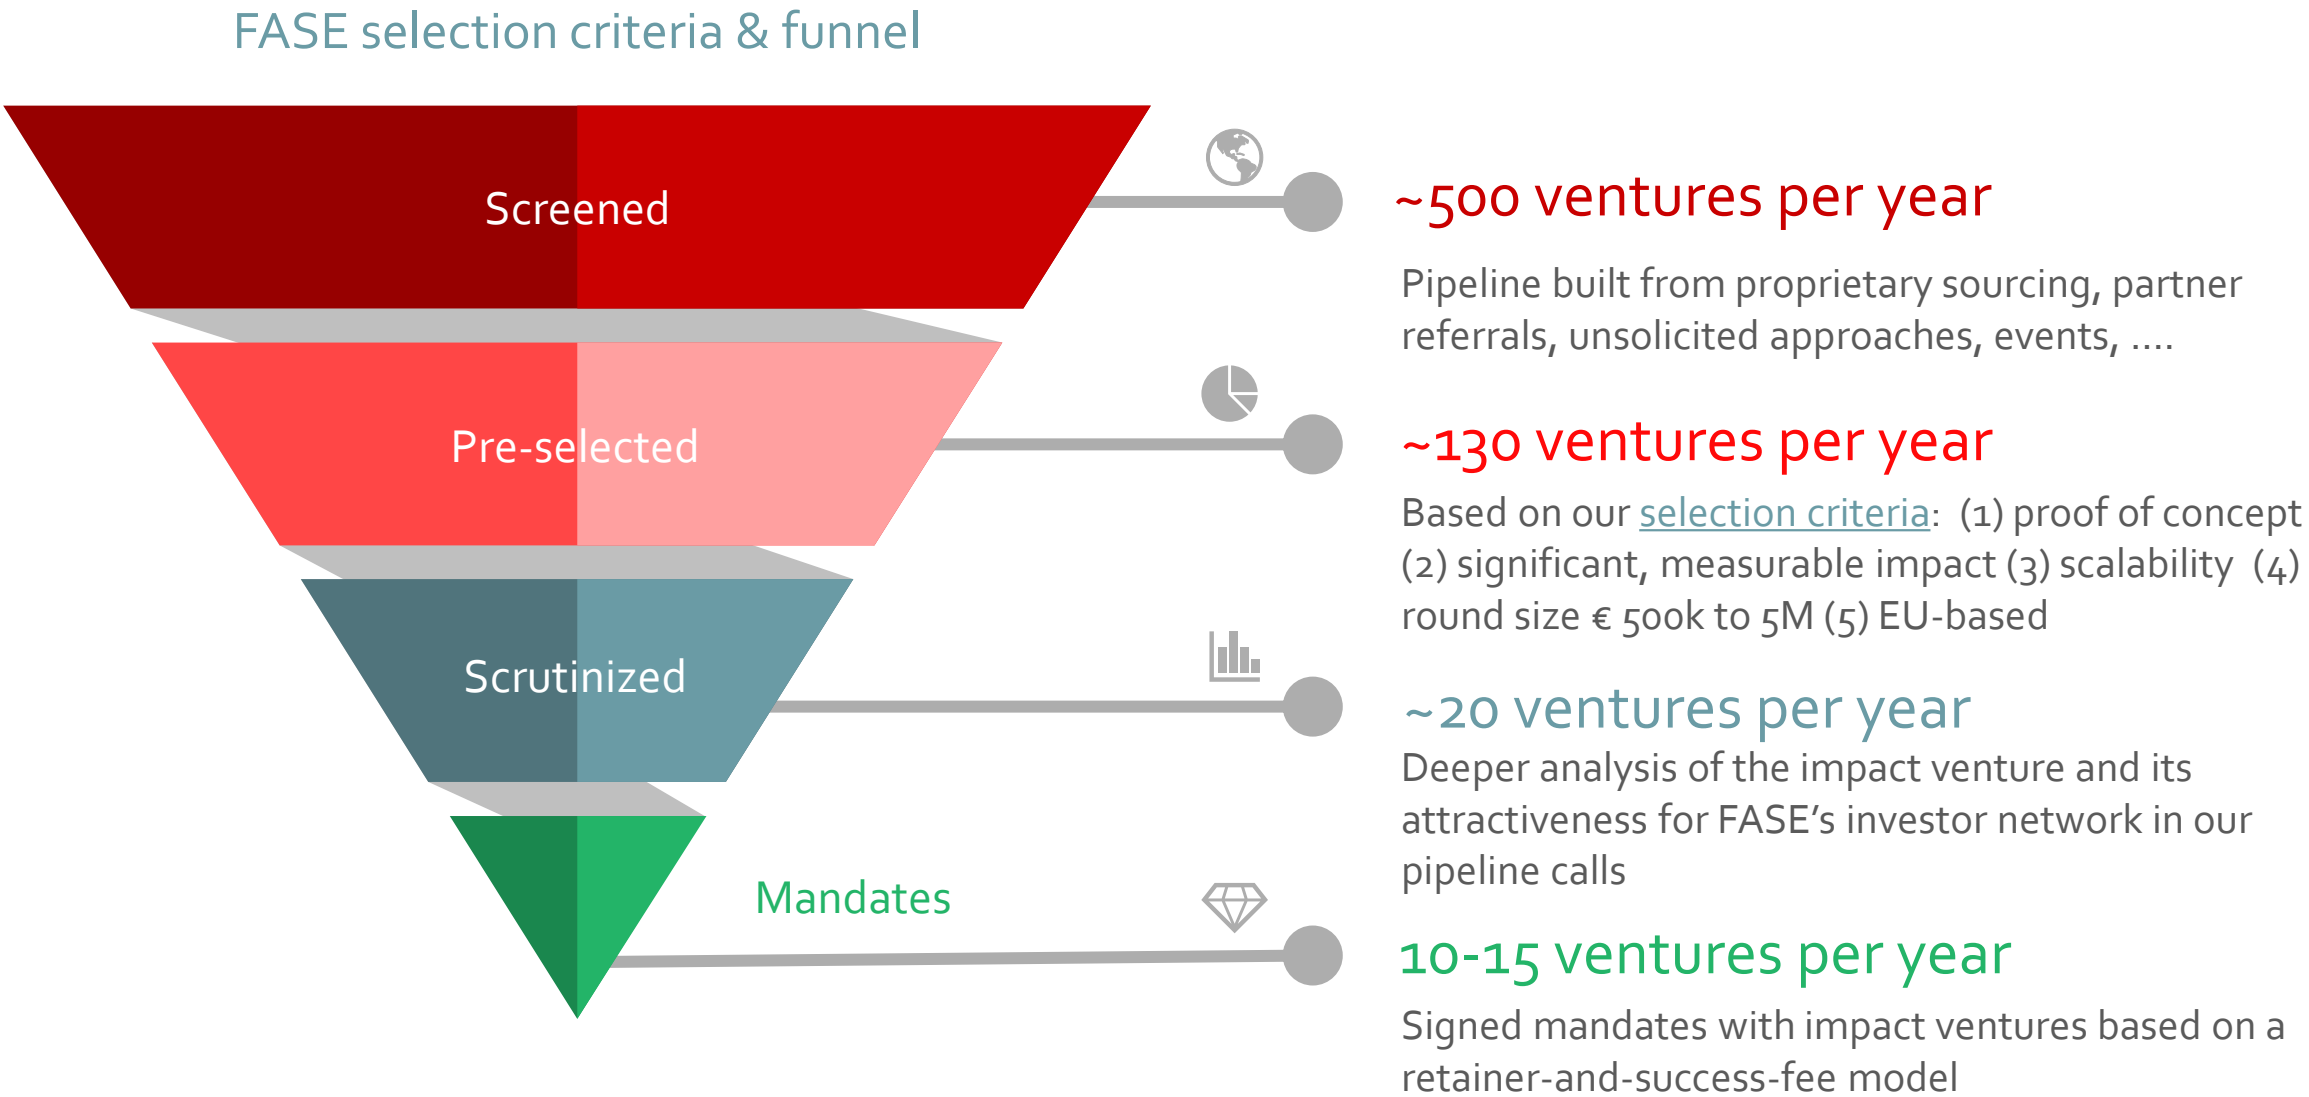 FASE selection criteria & funnel
Screened
~500 ventures per year
Pipeline built from proprietary sourcing, partner
referrals, unsolicited approaches, events, ....
Pre-selected
~130 ventures per year
Based on our selection criteria: (1) proof of concept
(2) significant, measurable impact (3) scalability (4)
round size € 500k to 5M (5) EU-based
Scrutinized
~20 ventures per year
Deeper analysis of the impact venture and its
attractiveness for FASE’s investor network in our
pipeline calls
Mandates
10-15 ventures per year
Signed mandates with impact ventures based on a
retainer-and-success-fee model